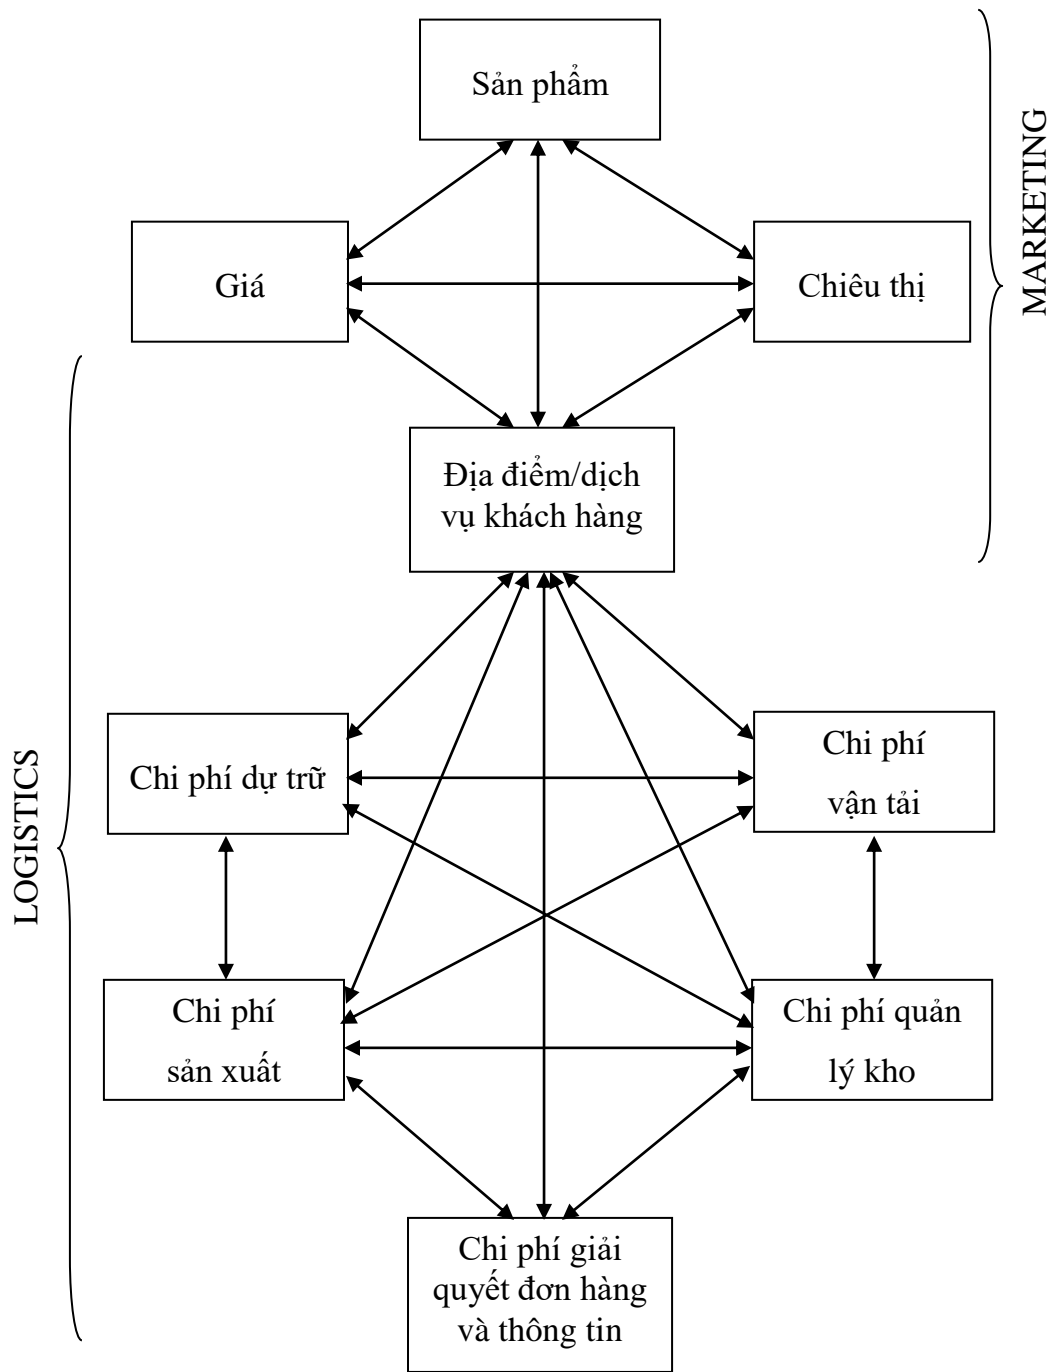 Sản phẩm
MARKETING
Giá
Chiêu thị
Địa điểm/dịch
vụ khách hàng
LOGISTICS
Chi phí dự trữ
Chi phí
vận tải
Chi phí
sản xuất
Chi phí quản
lý kho
Chi phí giải
quyết đơn hàng
và thông tin